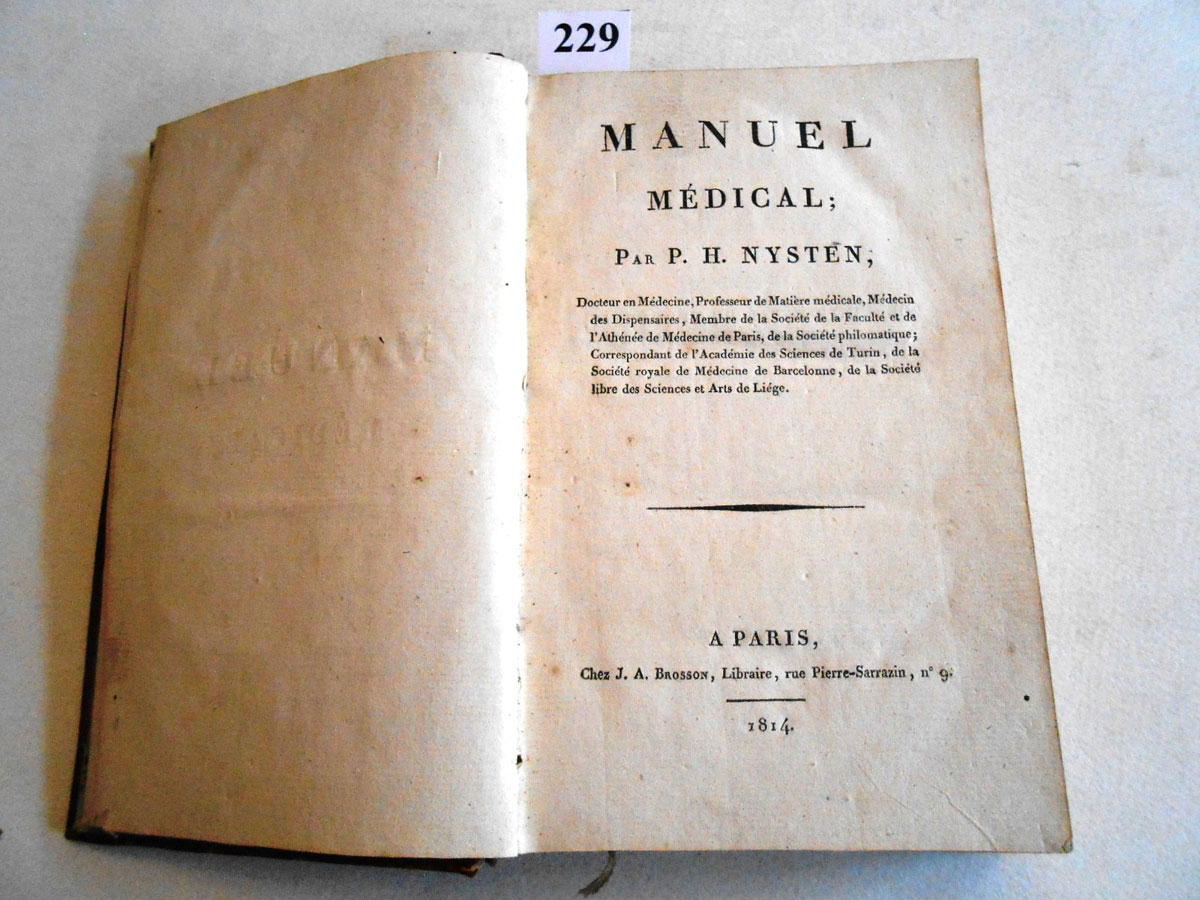 229
MANUEL
MÉDICAL;
PAR P. H. NYSTEN,
Docteur en Médecine, Professeur de Matière médicale, Médecin
des Dispensaires, Membre de la Société de la Faculté et de
l'Athénée de Médecine de Paris, de la Société philomatique;
Correspondant de l'Académie des Sciences de Turin, de la
Société royale de Médecine de Barcelonne, de la Société
libre des Sciences et Arts de Liége.
A PARIS,
Chez J. A. BROSSON, Libraire, rue Pierre-Sarrazin, n° 9.
1814.
MANUEL
MÉDICAL